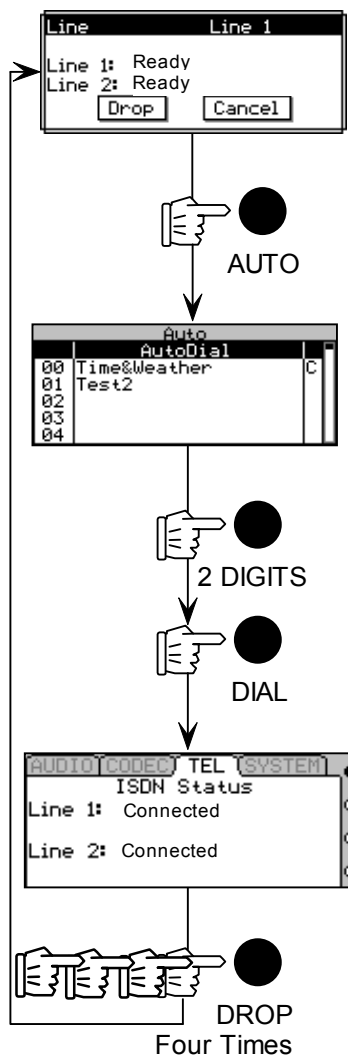 Line Line 1
Line 1: Ready
Line 2: Ready
Drop Cancel
AUTO
Auto
AutoDial
00 Time&Weather C
01 Test2
02
03
04
2 DIGITS
DIAL
AUDIO CODEC TEL SYSTEM
ISDN Status
Line 1: Connected
Line 2: Connected
DROP
Four Times